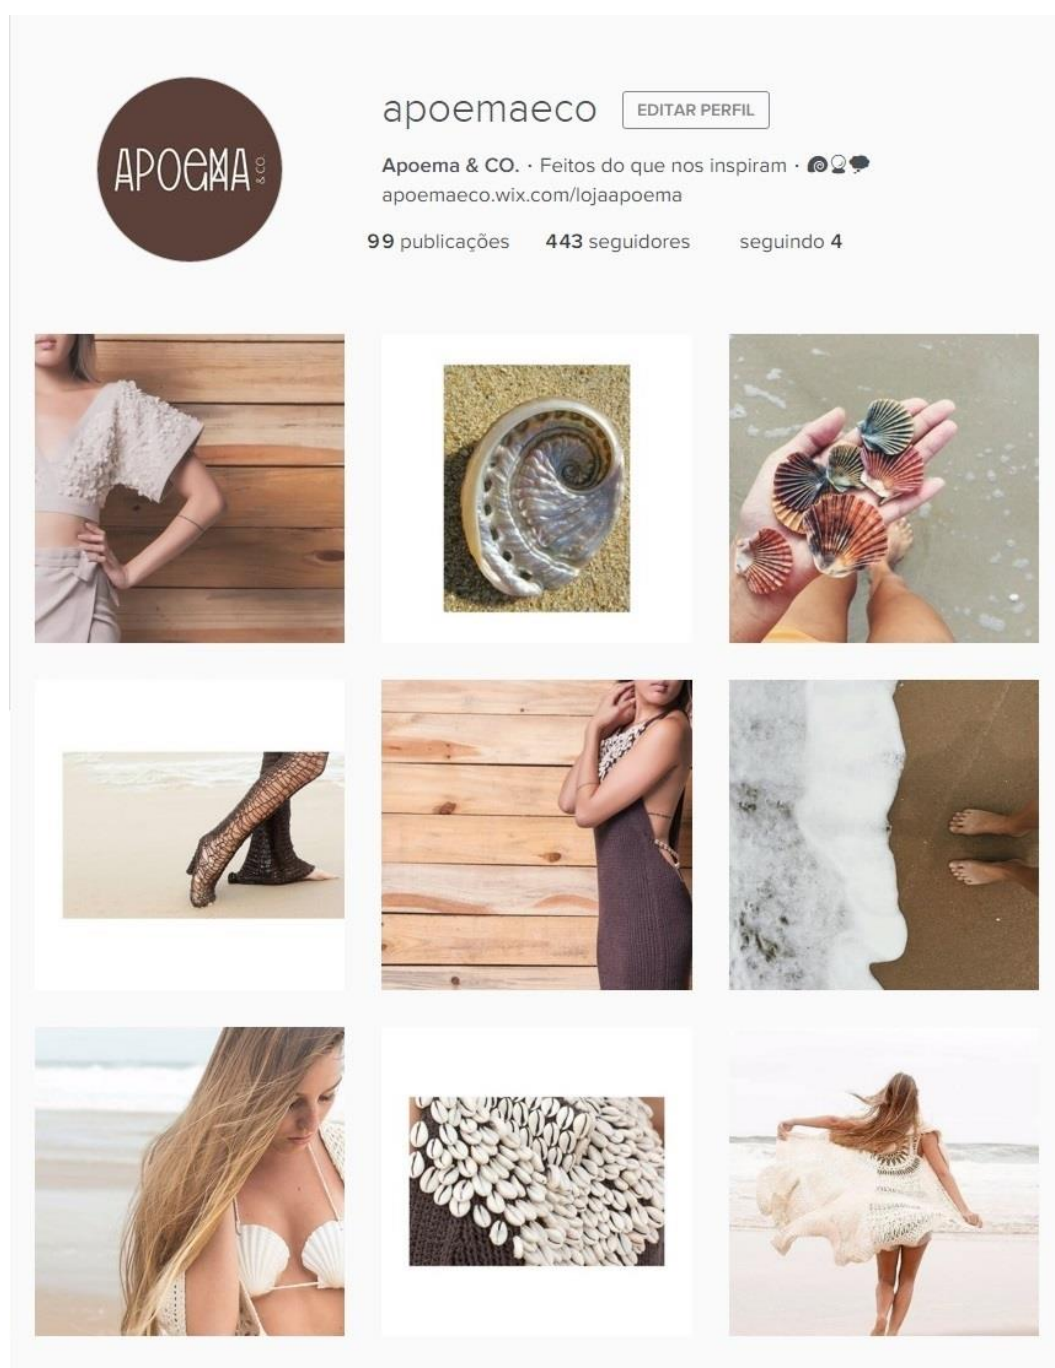 APOEMA & CO.
apoemaeco EDITAR PERFIL
Apoema & CO. · Feitos do que nos inspiram ·
apoemaeco.wix.com/lojaapoema
99 publicações 443 seguidores seguindo 4